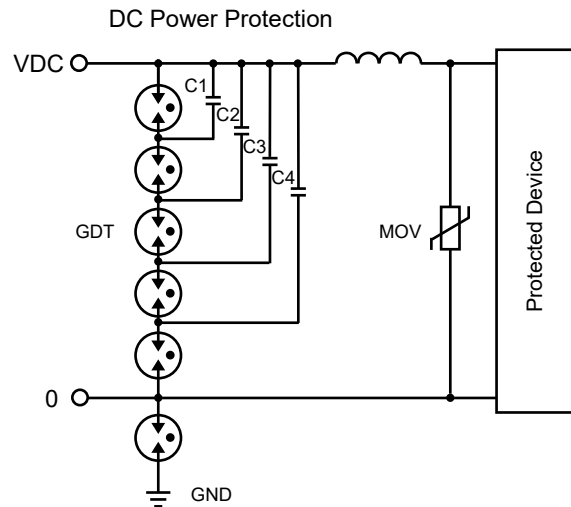 DC Power Protection
VDC
C1
C2
C3
C4
GDT
MOV
Protected Device
0
GND